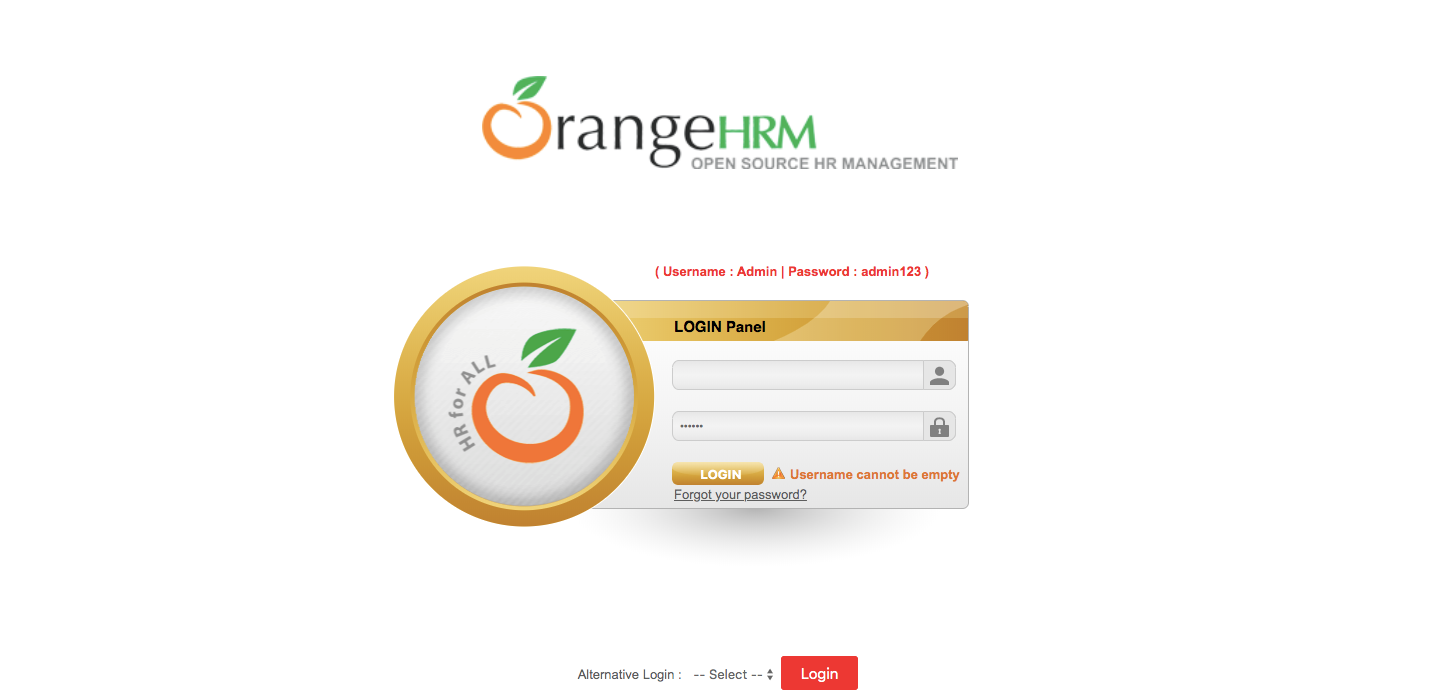 OrangeHRM
OPEN SOURCE HR MANAGEMENT
( Username : Admin | Password : admin123 )
HR for ALL
LOGIN Panel
••••••
LOGIN
Username cannot be empty
Forgot your password?
Alternative Login :
-- Select --
Login